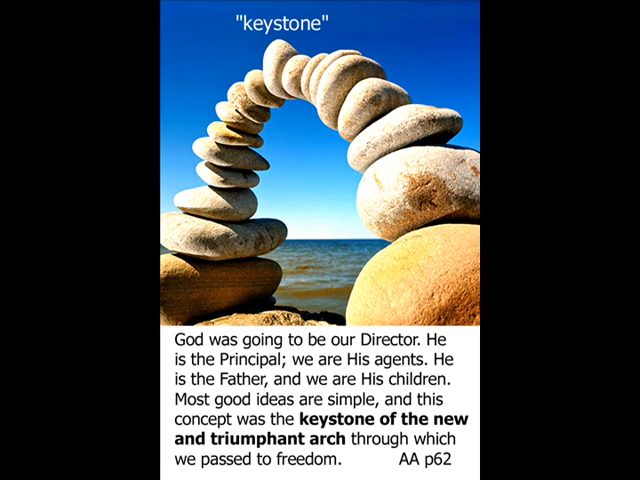 "keystone"
God was going to be our Director. He
is the Principal; we are His agents. He
is the Father, and we are His children.
Most good ideas are simple, and this
concept was the keystone of the new
and triumphant arch through which
we passed to freedom. AA p62